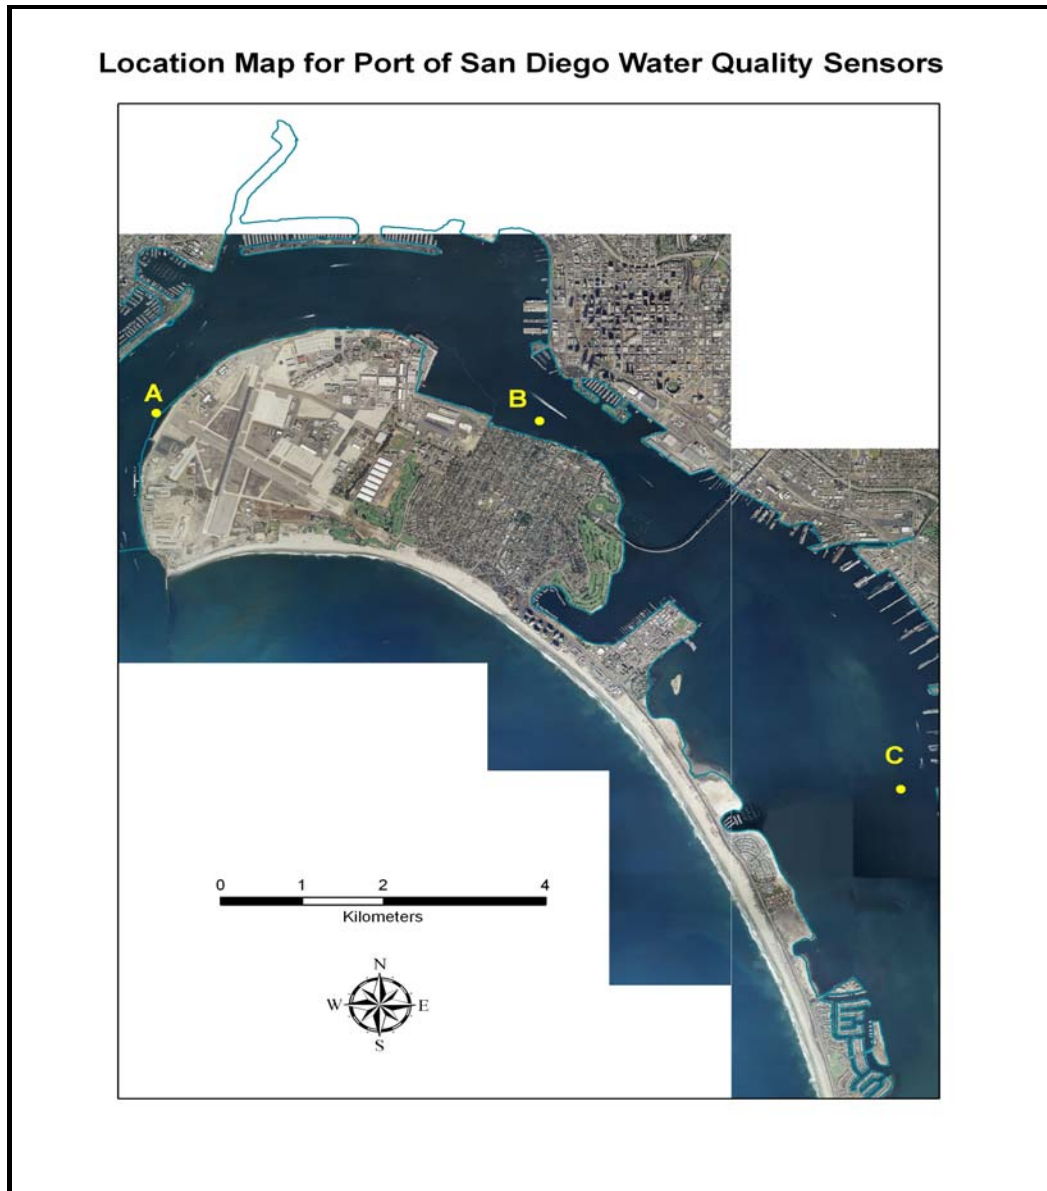 Location Map for Port of San Diego Water Quality Sensors
A
B
C
0 1 2 4
Kilometers
N
W E
S